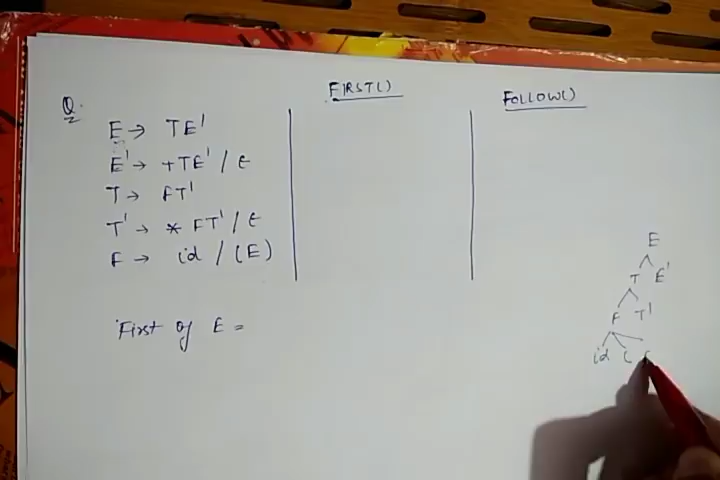 Q.
FIRST()
FOLLOW()
E → TE'
E' → +TE' / ε
T → FT'
T' → * FT' / ε
F → id / (E)
First of E =
E
T E'
F T'
id (